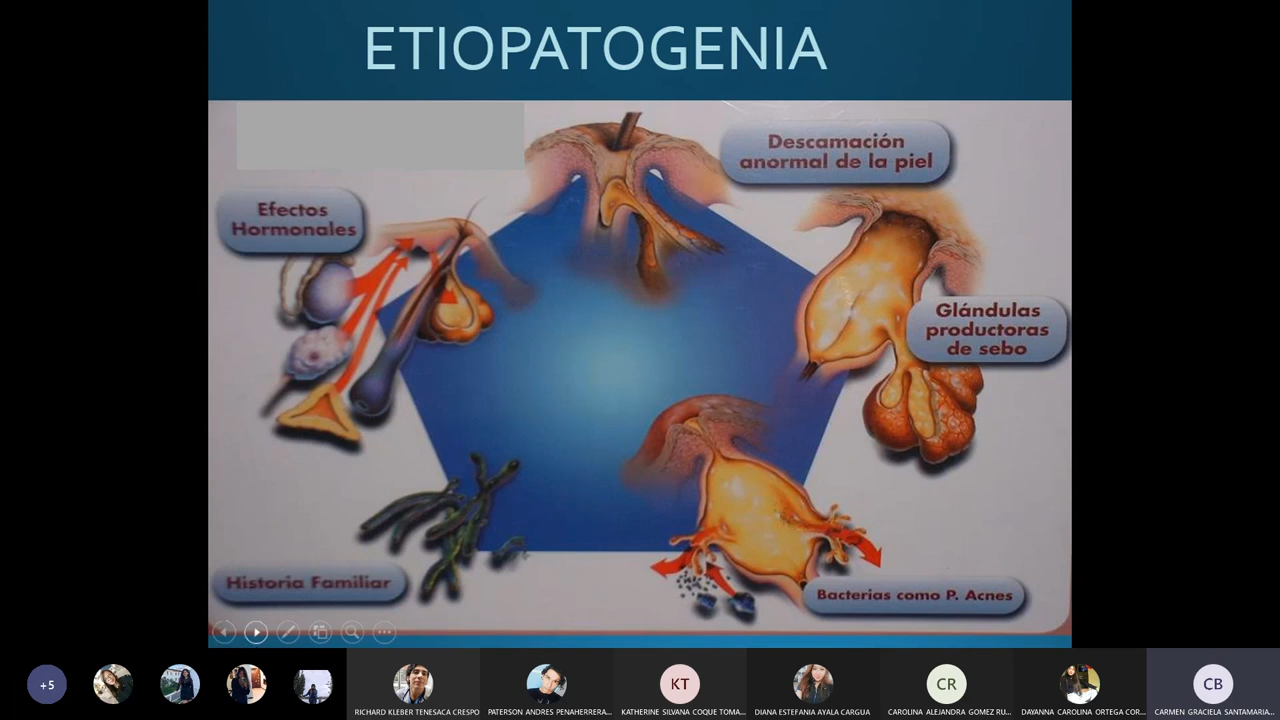 ETIOPATOGENIA
Descamación
anormal de la piel
Efectos
Hormonales
Glándulas
productoras
de sebo
Historia Familiar
Bacterias como P. Acnes
+5
KT
CR
CB
RICHARD KLEBER TENESACA CRESPO
PATERSON ANDRES PEÑAHERRERA...
KATHERINE SILVANA COQUE TOMA...
DIANA ESTEFANIA AYALA CARGUA
CAROLINA ALEJANDRA GOMEZ RU...
DAYANNA CAROLINA ORTEGA COR...
CARMEN GRACIELA SANTAMARIA...